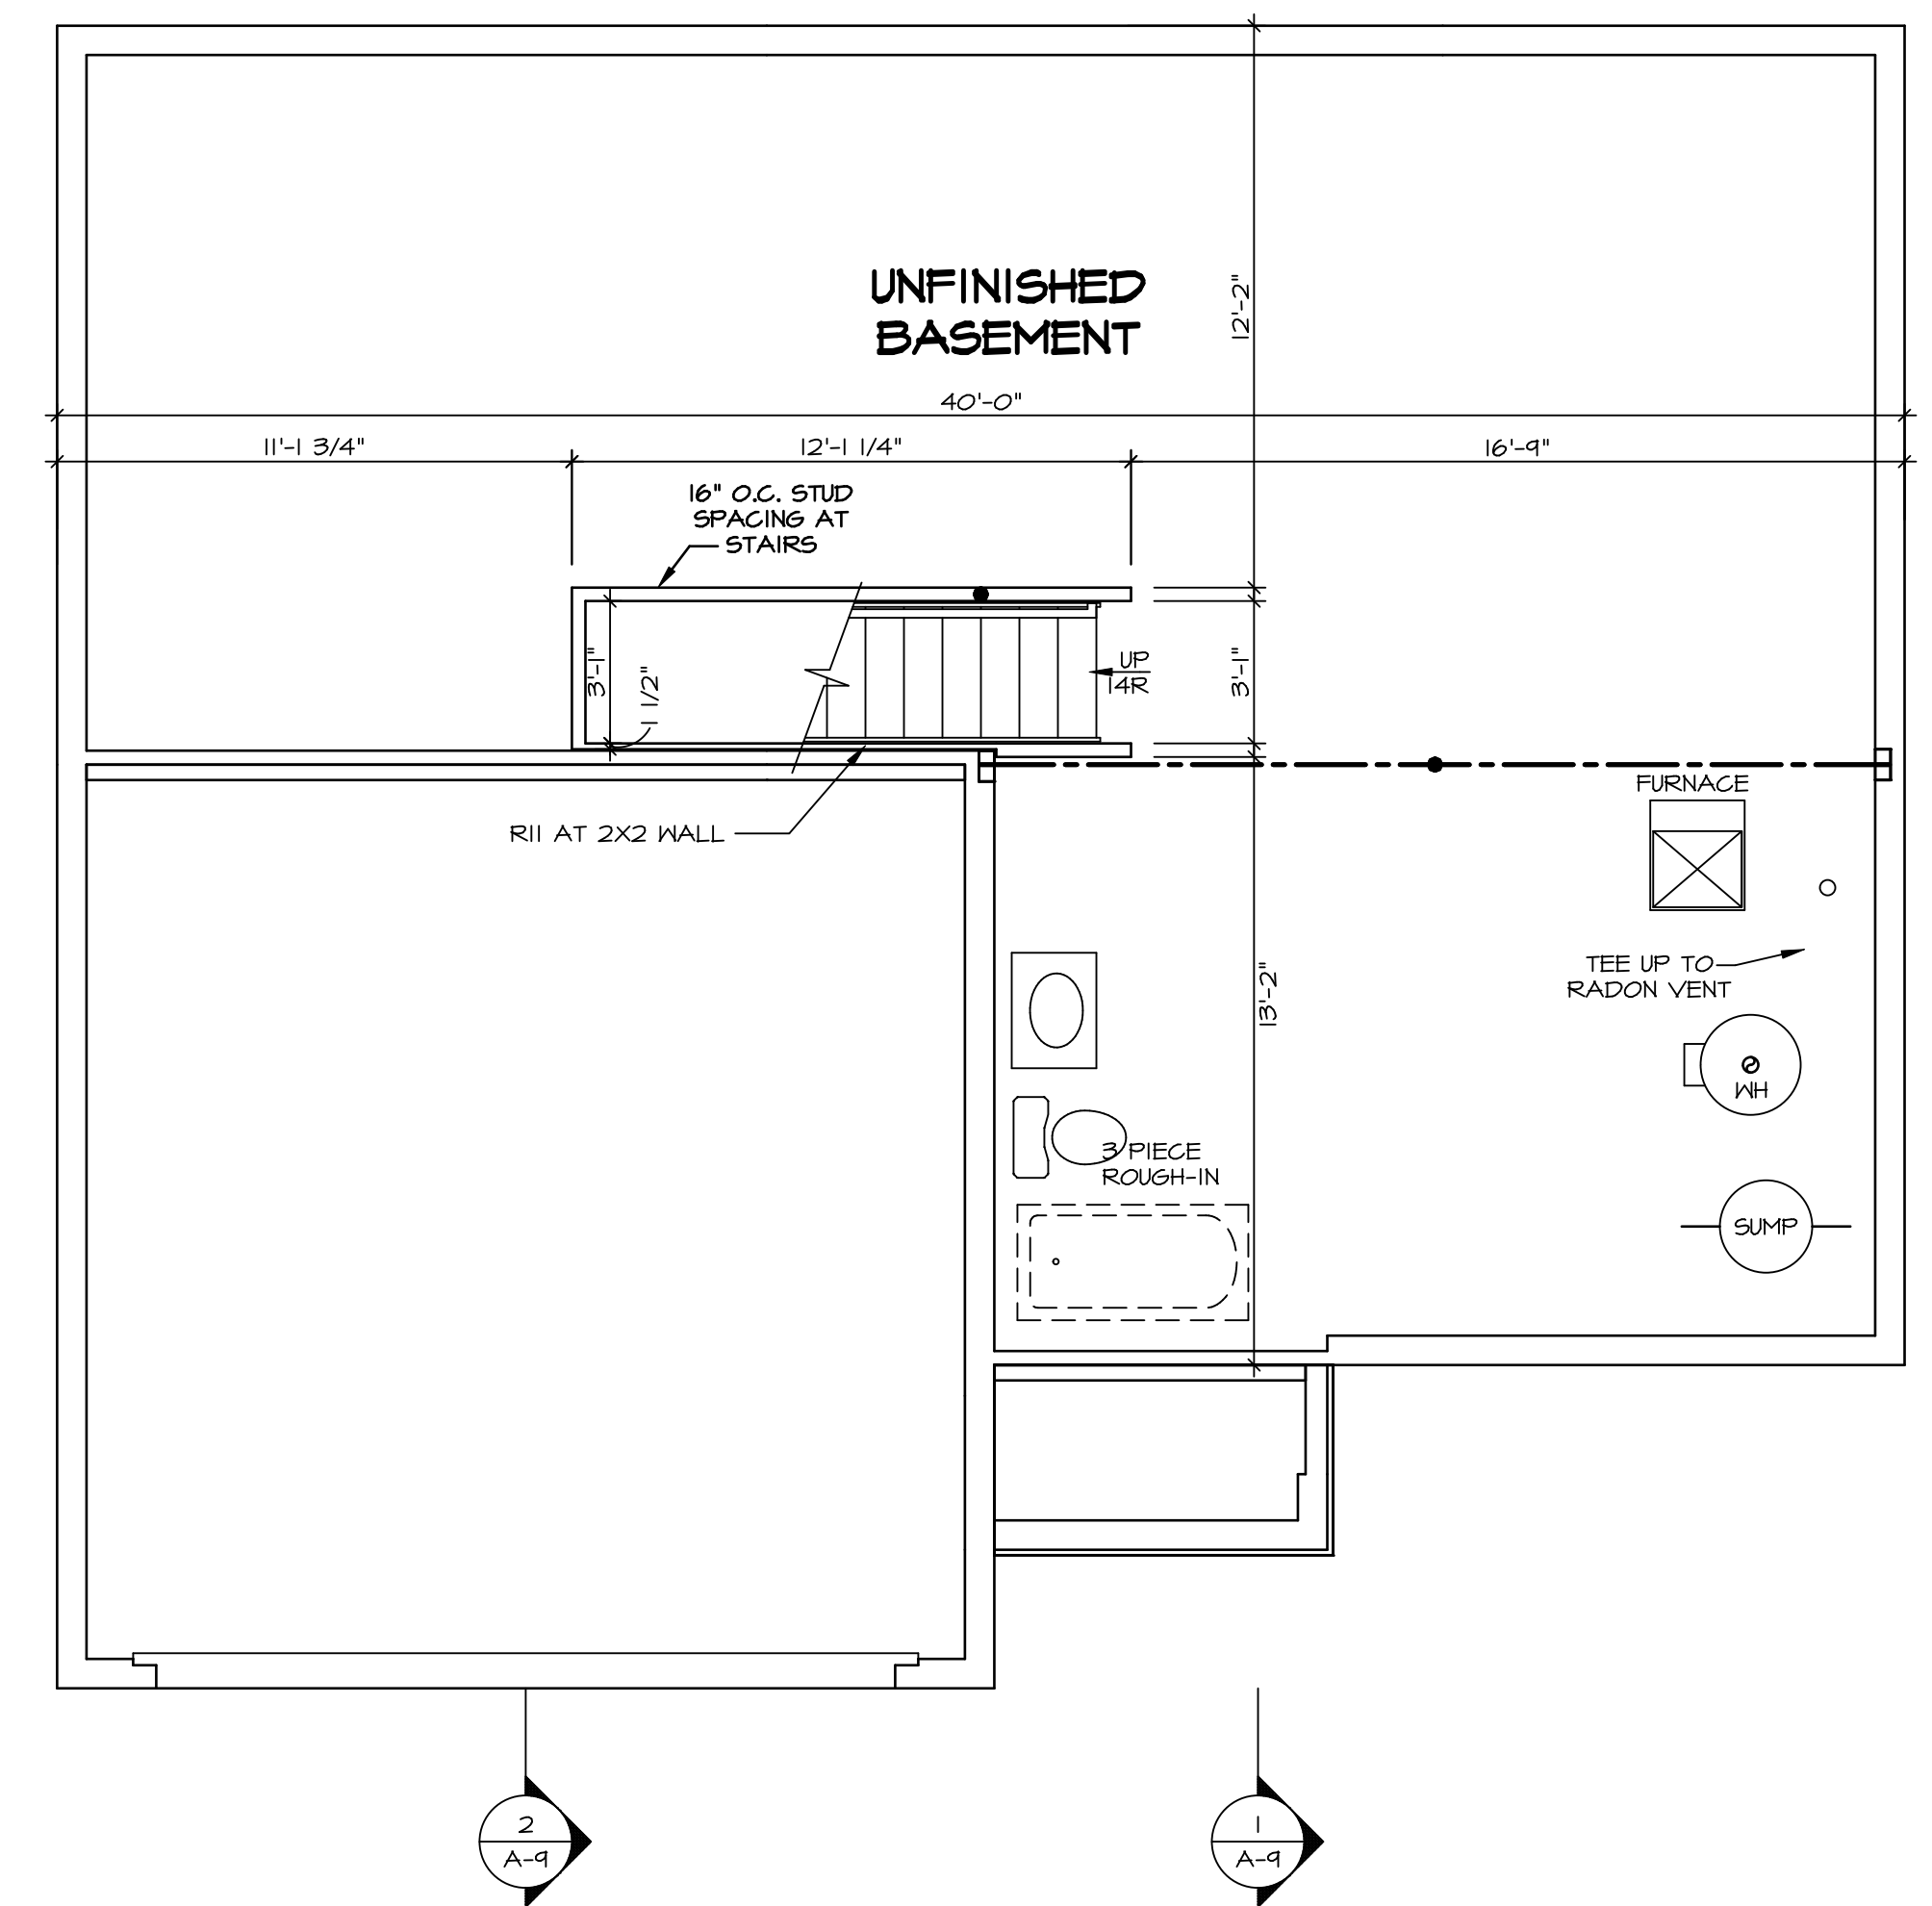 UNFINISHED
BASEMENT
12'-2"
40'-0"
11'-1 3/4"
12'-1 1/4"
16'-9"
16" O.C. STUD
SPACING AT
STAIRS
3'-1"
1 1/2"
UP
14R
3'-1"
FURNACE
R11 AT 2X2 WALL
TEE UP TO
RADON VENT
13'-2"
WH
3 PIECE
ROUGH-IN
SUMP
2
A-9
1
A-9